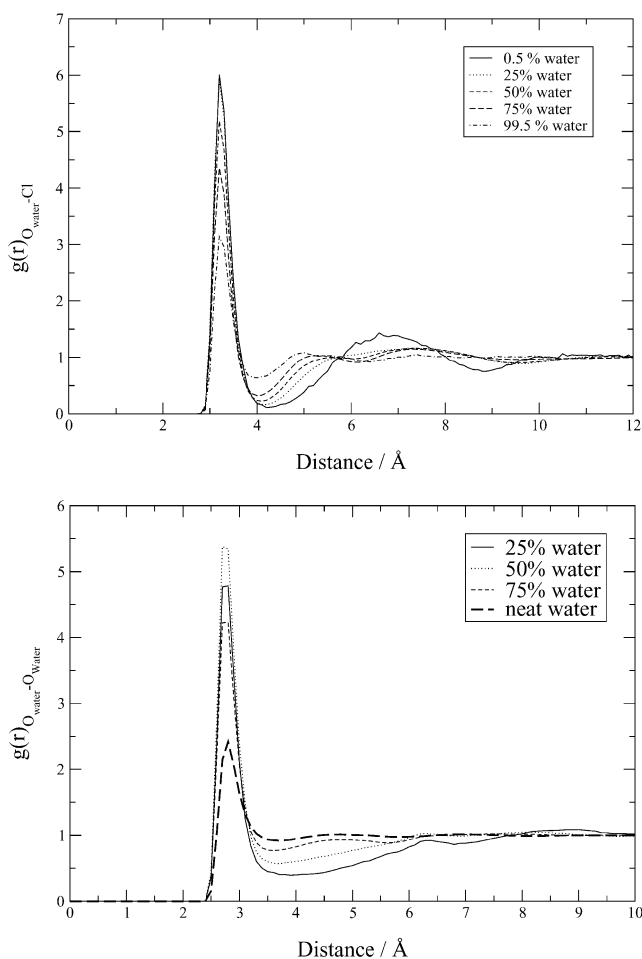 7
6
5
4
3
2
1
0
g(r)Owater-Cl
0.5 % water
25% water
50% water
75% water
99.5 % water
0 2 4 6 8 10 12
Distance / Å
6
5
4
3
2
1
0
g(r)Owater-OWater
25% water
50% water
75% water
neat water
0 1 2 3 4 5 6 7 8 9 10
Distance / Å